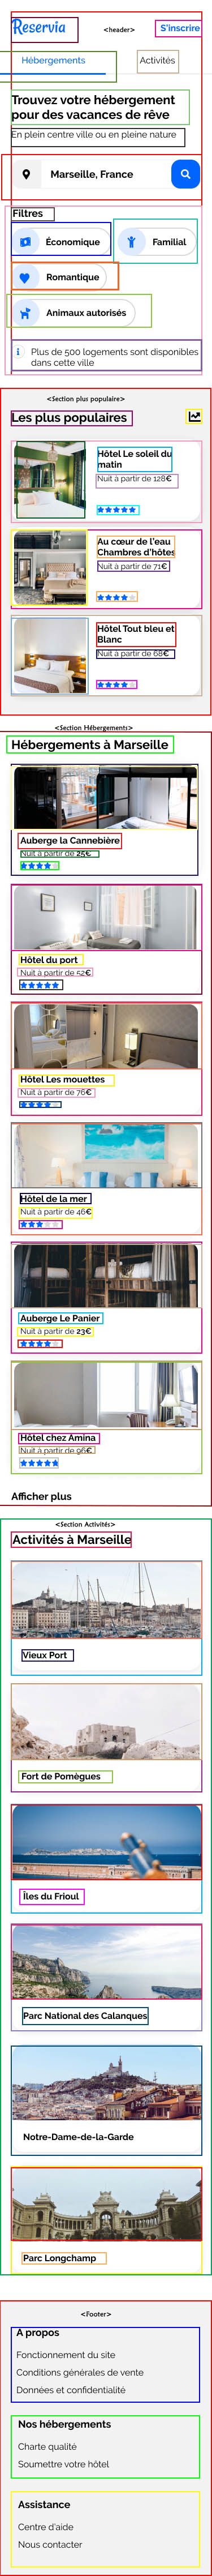 Reservia
<header>
S'inscrire
Hébergements
Activités
Trouvez votre hébergement
pour des vacances de rêve
En plein centre ville ou en pleine nature
Marseille, France
Filtres
Économique
Familial
Romantique
Animaux autorisés
Plus de 500 logements sont disponibles
dans cette ville
<Section plus populaire>
Les plus populaires
Hôtel Le soleil du
matin
Nuit à partir de 128€
Au cœur de l'eau
Chambres d'hôtes
Nuit à partir de 71€
Hôtel Tout bleu et
Blanc
Nuit à partir de 68€
<Section Hébergements>
Hébergements à Marseille
Auberge la Cannebière
Nuit à partir de 25€
Hôtel du port
Nuit à partir de 52€
Hôtel Les mouettes
Nuit à partir de 76€
Hôtel de la mer
Nuit à partir de 46€
Auberge Le Panier
Nuit à partir de 23€
Hôtel chez Amina
Nuit à partir de 96€
Afficher plus
<Section Activités>
Activités à Marseille
Vieux Port
Fort de Pomègues
Îles du Frioul
Parc National des Calanques
Notre-Dame-de-la-Garde
Parc Longchamp
<Footer>
A propos
Fonctionnement du site
Conditions générales de vente
Données et confidentialité
Nos hébergements
Charte qualité
Soumettre votre hôtel
Assistance
Centre d'aide
Nous contacter